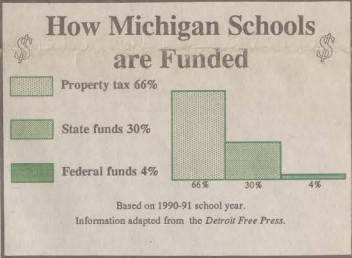 How Michigan Schools
are Funded
$ $
Property tax 66%
State funds 30%
Federal funds 4%
66% 30% 4%
Based on 1990-91 school year.
Information adapted from the Detroit Free Press.